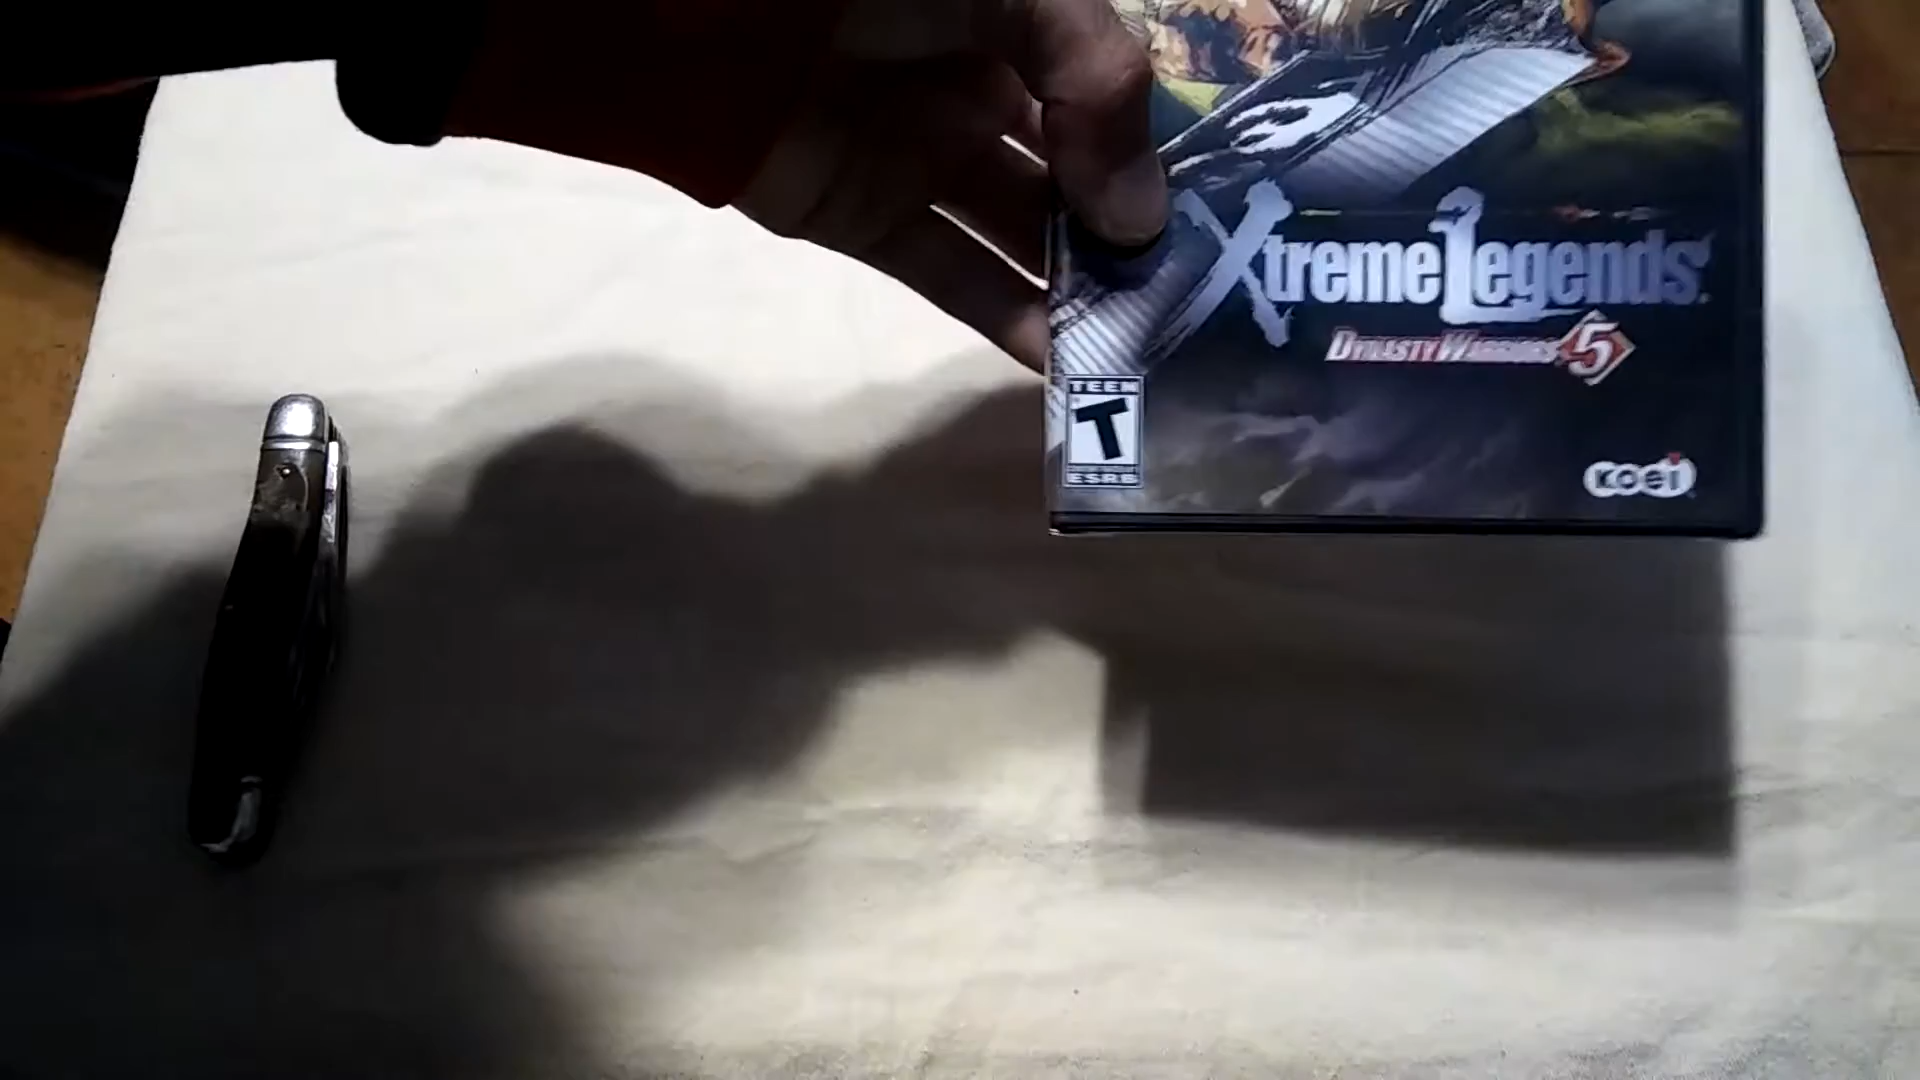 Xtreme Legends
Dynasty Warriors 5
TEEN
T
ESRB
KOEI